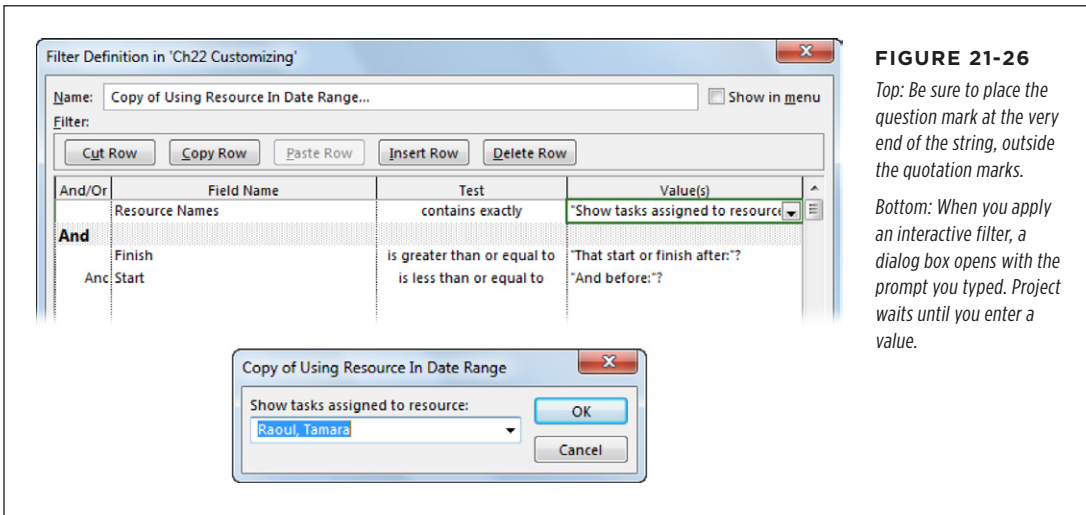 Filter Definition in 'Ch22 Customizing'
Name: Copy of Using Resource In Date Range... Show in menu
Filter:
Cut Row Copy Row Paste Row Insert Row Delete Row
And/Or Field Name Test Value(s)
Resource Names contains exactly "Show tasks assigned to resource
And
Finish is greater than or equal to "That start or finish after:"?
And Start is less than or equal to "And before:"?
Copy of Using Resource In Date Range
Show tasks assigned to resource:
Raoul, Tamara
OK
Cancel
FIGURE 21-26
Top: Be sure to place the
question mark at the very
end of the string, outside
the quotation marks.
Bottom: When you apply
an interactive filter, a
dialog box opens with the
prompt you typed. Project
waits until you enter a
value.